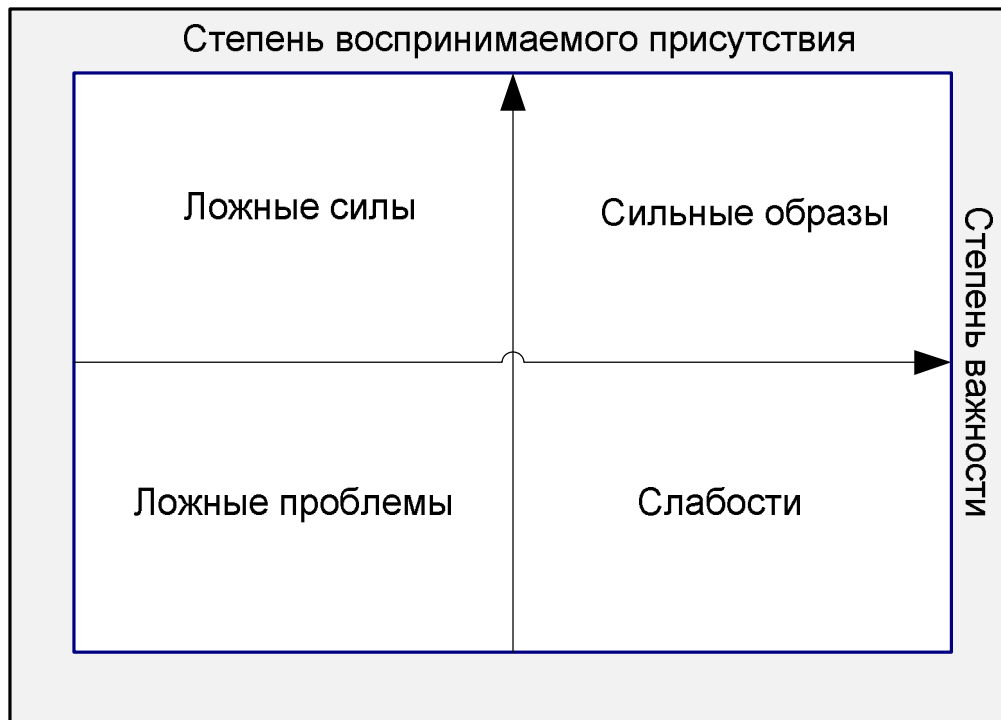 Степень воспринимаемого присутствия
Ложные силы
Сильные образы
Степень важности
Ложные проблемы
Слабости